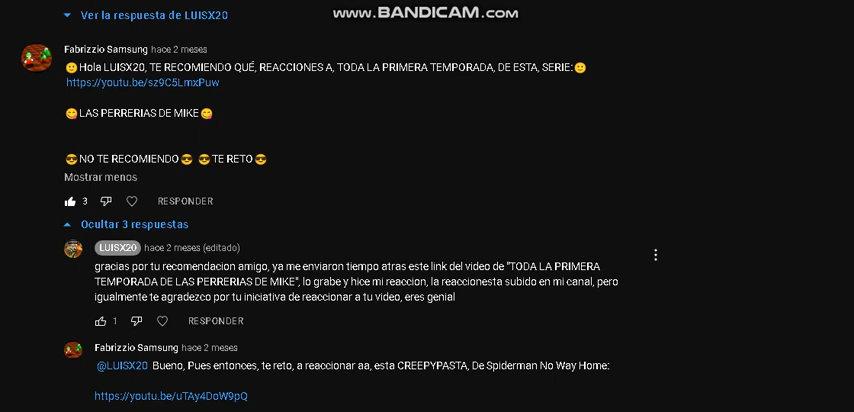 Ver la respuesta de LUISX20
www.BANDICAM.com
Fabrizzio Samsung hace 2 meses
🙂Hola LUISX20, TE RECOMIENDO QUÉ, REACCIONES A, TODA LA PRIMERA TEMPORADA, DE ESTA, SERIE:🙂
https://youtu.be/sz9C5LmxPuw
😋LAS PERRERIAS DE MIKE😋
😎NO TE RECOMIENDO😎 😎TE RETO😎
Mostrar menos
3 RESPONDER
Ocultar 3 respuestas
LUISX20 hace 2 meses (editado)
gracias por tu recomendacion amigo, ya me enviaron tiempo atras este link del video de "TODA LA PRIMERA
TEMPORADA DE LAS PERRERIAS DE MIKE", lo grabe y hice mi reaccion, la reaccionesta subido en mi canal, pero
igualmente te agradezco por tu iniciativa de reaccionar a tu video, eres genial
1 RESPONDER
Fabrizzio Samsung hace 2 meses
@LUISX20 Bueno, Pues entonces, te reto, a reaccionar aa, esta CREEPYPASTA, De Spiderman No Way Home:
https://youtu.be/uTAy4DoW9pQ